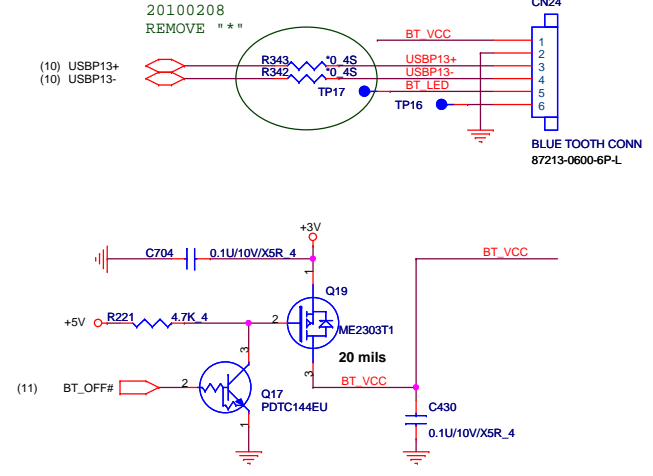 20100208
REMOVE "*"
CN24
BT_VCC
1
2
(10) USBP13+ R343 *0_4S USBP13+ 3
(10) USBP13- R342 *0_4S USBP13- 4
TP17 BT_LED 5
TP16 6
BLUE TOOTH CONN
87213-0600-6P-L
+3V
C704 0.1U/10V/X5R_4 BT_VCC
1
Q19
+5V R221 4.7K_4 2 ME2303T1
3 3 20 mils
(11) BT_OFF# 2 BT_VCC
Q17
PDTC144EU
C430
1
0.1U/10V/X5R_4